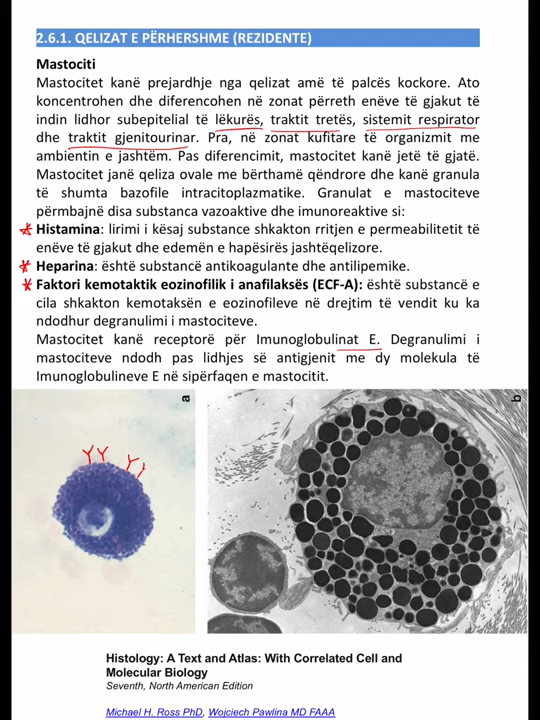 2.6.1. QELIZAT E PËRHERSHME (REZIDENTE)
Mastociti
Mastocitet kanë prejardhje nga qelizat amë të palcës kockore. Ato
koncentrohen dhe diferencohen në zonat përreth enëve të gjakut të
indin lidhor subepitelial të lëkurës, traktit tretës, sistemit respirator
dhe traktit gjenitourinar. Pra, në zonat kufitare të organizmit me
ambientin e jashtëm. Pas diferencimit, mastocitet kanë jetë të gjatë.
Mastocitet janë qeliza ovale me bërthamë qëndrore dhe kanë granula
të shumta bazofile intracitoplazmatike. Granulat e mastociteve
përmbajnë disa substanca vazoaktive dhe imunoreaktive si:
Histamina: lirimi i kësaj substance shkakton rritjen e permeabilitetit të
enëve të gjakut dhe edemën e hapësirës jashtëqelizore.
Heparina: është substancë antikoagulante dhe antilipemike.
Faktori kemotaktik eozinofilik i anafilaksës (ECF-A): është substancë e
cila shkakton kemotaksën e eozinofileve në drejtim të vendit ku ka
ndodhur degranulimi i mastociteve.
Mastocitet kanë receptorë për Imunoglobulinat E. Degranulimi i
mastociteve ndodh pas lidhjes së antigjenit me dy molekula të
Imunoglobulineve E në sipërfaqen e mastocitit.
a
b
Histology: A Text and Atlas: With Correlated Cell and
Molecular Biology
Seventh, North American Edition
Michael H. Ross PhD, Wojciech Pawlina MD FAAA